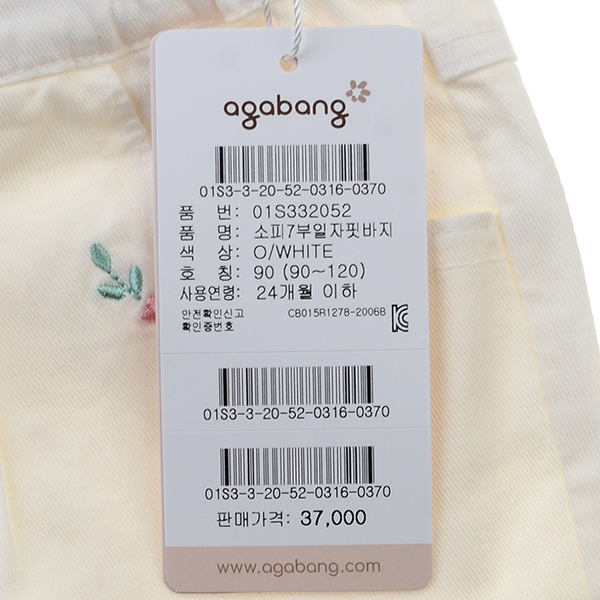 agabang
01S3-3-20-52-0316-0370
품 번: 01S332052
품 명: 소피7부일자핏바지
색 상: O/WHITE
호 칭: 90 (90~120)
사용연령: 24개월 이하
안전확인신고
확인증번호 CB015R1278-2006B
01S3-3-20-52-0316-0370
01S3-3-20-52-0316-0370
판매가격: 37,000
www.agabang.com